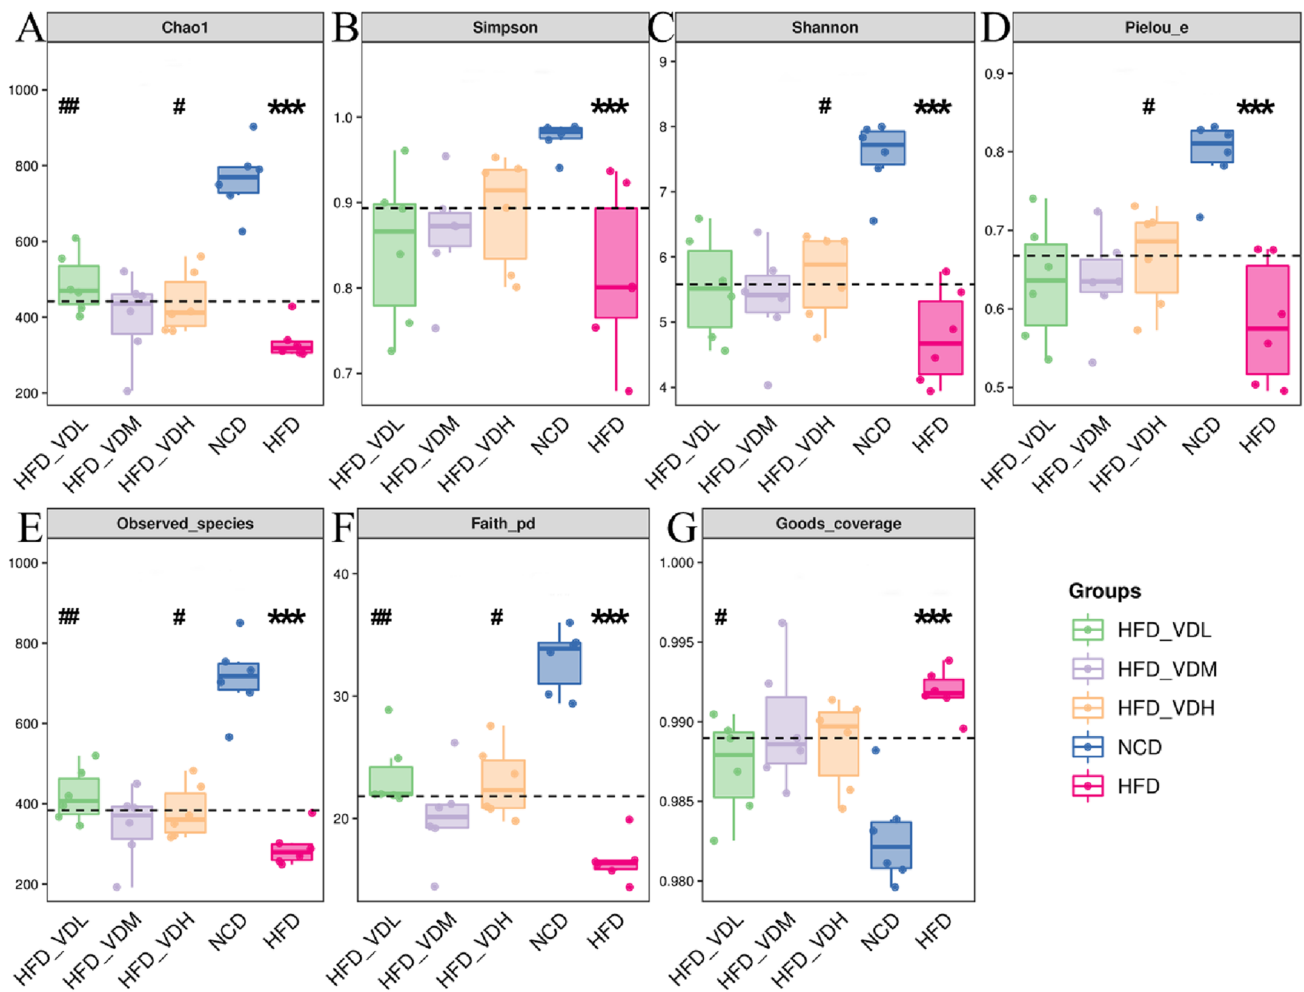 A Chao1
B Simpson
C Shannon
D Pielou_e
1000
800
600
400
200
## # ***
1.0
0.9
0.8
0.7
***
9
8
7
6
5
4
# ***
0.9
0.8
0.7
0.6
0.5
# ***
HFD_VDL HFD_VDM HFD_VDH NCD HFD
HFD_VDL HFD_VDM HFD_VDH NCD HFD
HFD_VDL HFD_VDM HFD_VDH NCD HFD
HFD_VDL HFD_VDM HFD_VDH NCD HFD
E Observed_species
F Faith_pd
G Goods_coverage
1000
800
600
400
200
## # ***
40
30
20
## # ***
1.000
0.995
0.990
0.985
0.980
# ***
HFD_VDL HFD_VDM HFD_VDH NCD HFD
HFD_VDL HFD_VDM HFD_VDH NCD HFD
HFD_VDL HFD_VDM HFD_VDH NCD HFD
Groups
HFD_VDL
HFD_VDM
HFD_VDH
NCD
HFD